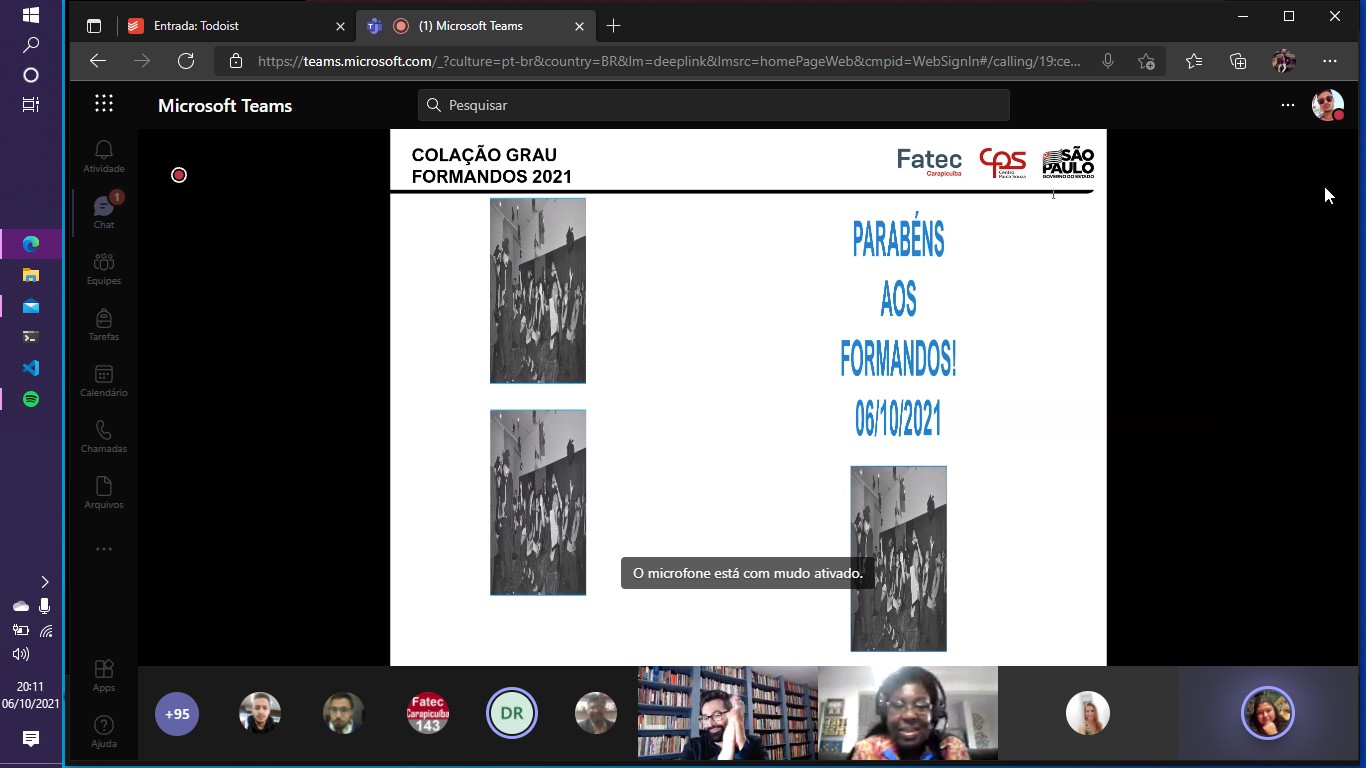 Entrada: Todoist
(1) Microsoft Teams
https://teams.microsoft.com/_?culture=pt-br&country=BR&lm=deeplink&lmsrc=homePageWeb&cmpid=WebSignIn#/calling/19:ce...
Microsoft Teams
Pesquisar
Atividade
1
Chat
Equipes
Tarefas
Calendário
Chamadas
Arquivos
Apps
Ajuda
COLAÇÃO GRAU
FORMANDOS 2021
Fatec
Carapicuíba
CPS
Centro
Paula Souza
SÃO
PAULO
GOVERNO DO ESTADO
PARABÉNS
AOS
FORMANDOS!
06/10/2021
O microfone está com mudo ativado.
+95
Fatec
Carapicuíba
143
DR
20:11
06/10/2021